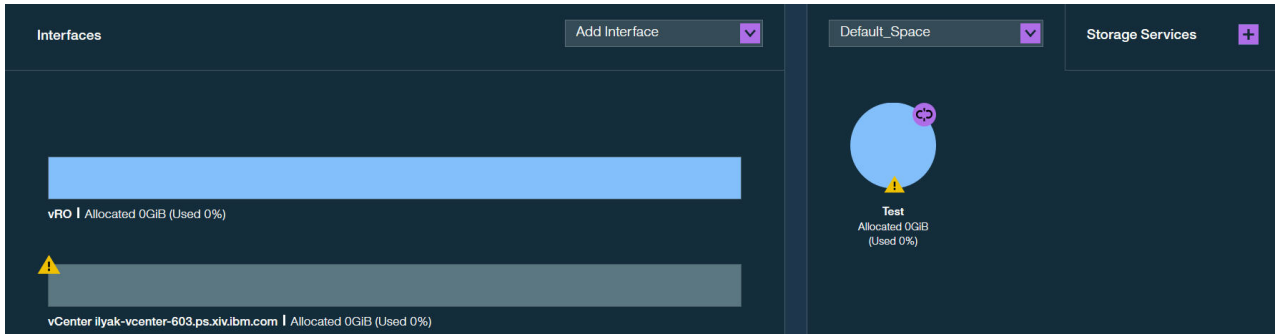 Interfaces
Add Interface
Default_Space
Storage Services
vRO | Allocated 0GiB (Used 0%)
Test
Allocated 0GiB
(Used 0%)
vCenter ilyak-vcenter-603.ps.xiv.ibm.com | Allocated 0GiB (Used 0%)